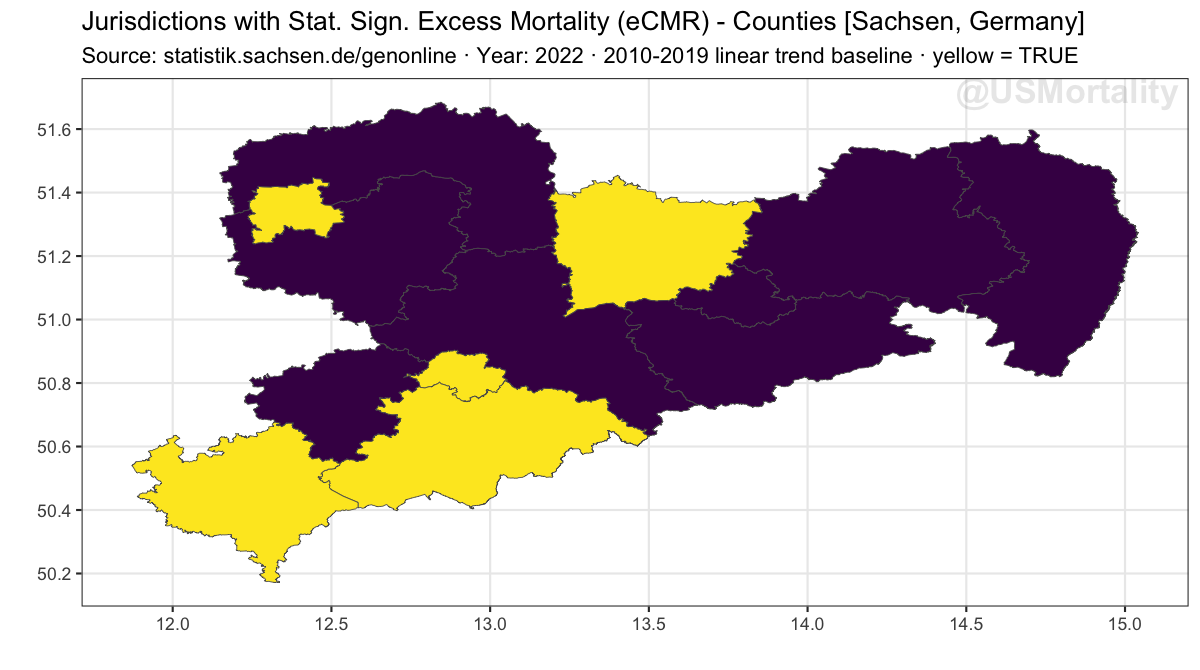 Jurisdictions with Stat. Sign. Excess Mortality (eCMR) - Counties [Sachsen, Germany]
Source: statistik.sachsen.de/genonline · Year: 2022 · 2010-2019 linear trend baseline · yellow = TRUE
@USMortality
51.6
51.4
51.2
51.0
50.8
50.6
50.4
50.2
12.0 12.5 13.0 13.5 14.0 14.5 15.0